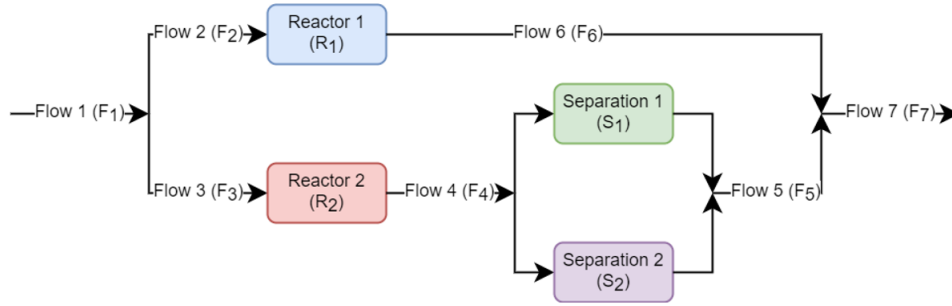 Flow 2 (F₂)
Reactor 1
(R₁)
Flow 6 (F₆)
Flow 1 (F₁)
Separation 1
(S₁)
Flow 7 (F₇)
Flow 3 (F₃)
Reactor 2
(R₂)
Flow 4 (F₄)
Flow 5 (F₅)
Separation 2
(S₂)